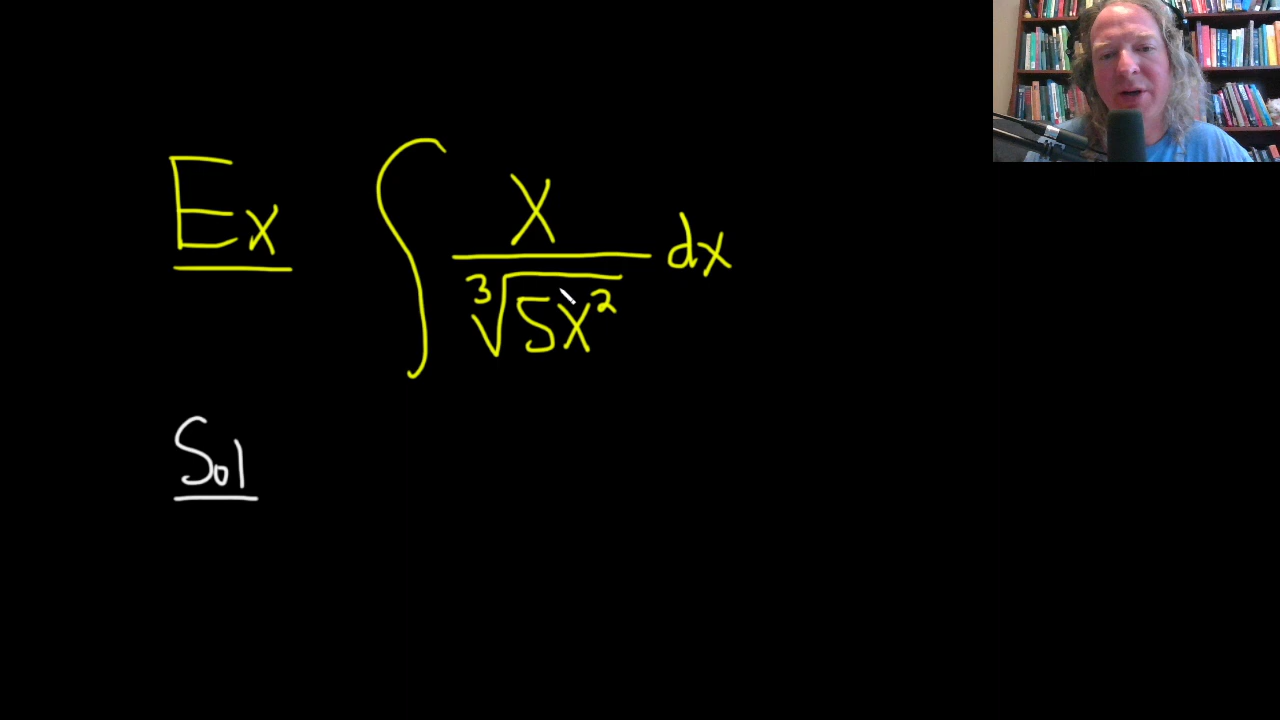 Ex ∫ x / ∛(5x²) dx
Sol